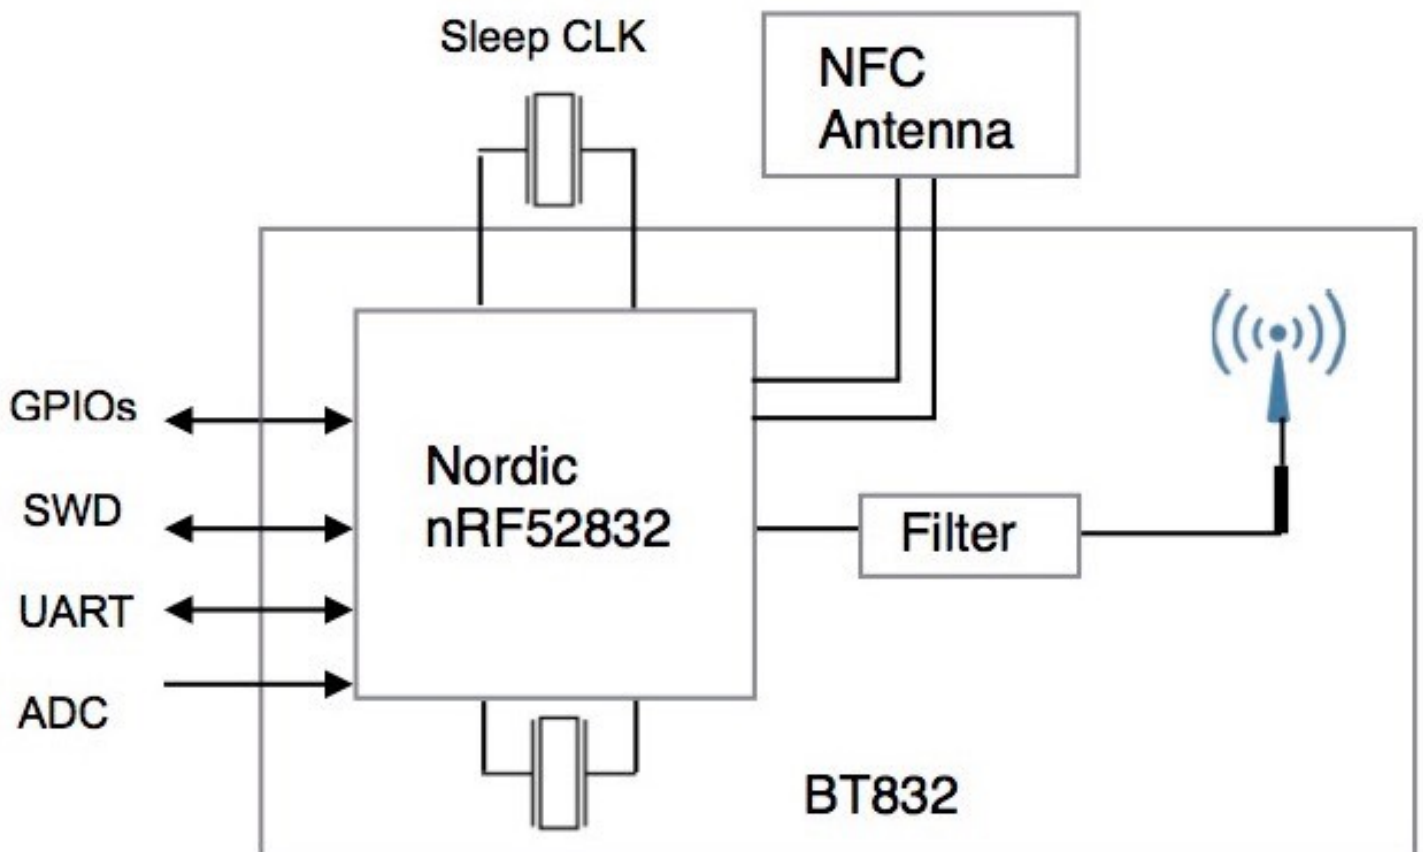 Sleep CLK
NFC
Antenna
GPIOs
SWD
UART
ADC
Nordic
nRF52832
Filter
BT832